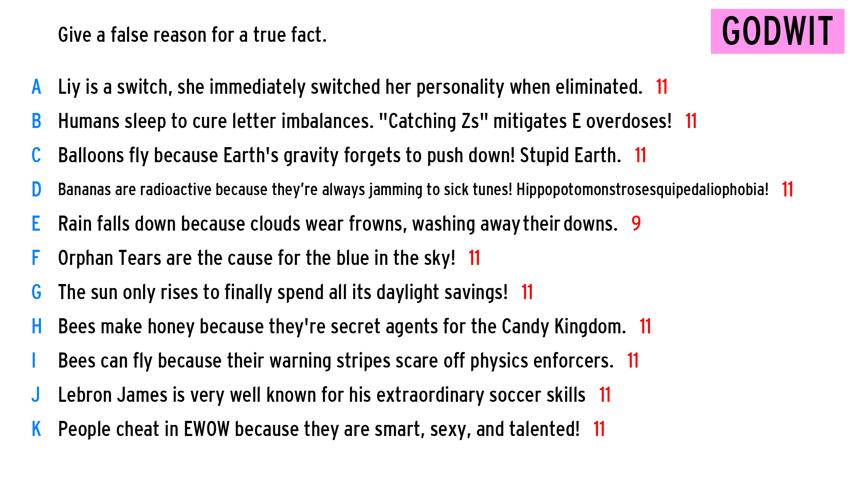 Give a false reason for a true fact.
GODWIT
A Liy is a switch, she immediately switched her personality when eliminated. 11
B Humans sleep to cure letter imbalances. "Catching Zs" mitigates E overdoses! 11
C Balloons fly because Earth's gravity forgets to push down! Stupid Earth. 11
D Bananas are radioactive because they're always jamming to sick tunes! Hippopotomonstrosesquipedaliophobia! 11
E Rain falls down because clouds wear frowns, washing away their downs. 9
F Orphan Tears are the cause for the blue in the sky! 11
G The sun only rises to finally spend all its daylight savings! 11
H Bees make honey because they're secret agents for the Candy Kingdom. 11
I Bees can fly because their warning stripes scare off physics enforcers. 11
J Lebron James is very well known for his extraordinary soccer skills 11
K People cheat in EWOW because they are smart, sexy, and talented! 11